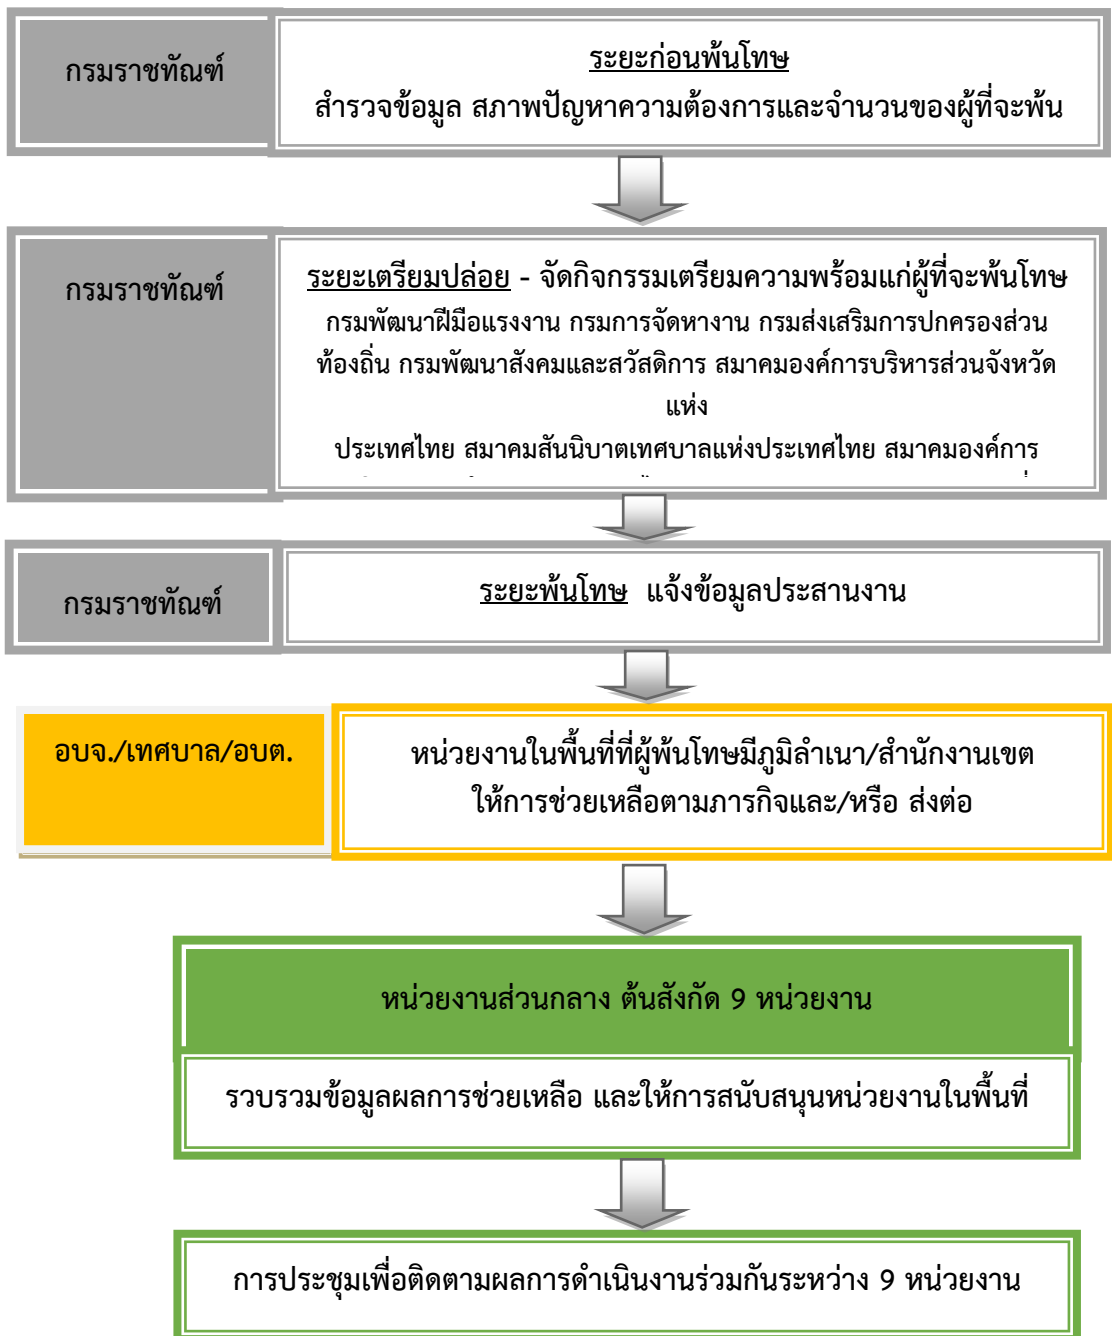 กรมราชทัณฑ์
ระยะก่อนพ้นโทษ
สำรวจข้อมูล สภาพปัญหาความต้องการและจำนวนของผู้ที่จะพ้น
กรมราชทัณฑ์
ระยะเตรียมปล่อย - จัดกิจกรรมเตรียมความพร้อมแก่ผู้ที่จะพ้นโทษ
กรมพัฒนาฝีมือแรงงาน กรมการจัดหางาน กรมส่งเสริมการปกครองส่วน
ท้องถิ่น กรมพัฒนาสังคมและสวัสดิการ สมาคมองค์การบริหารส่วนจังหวัด
แห่ง
ประเทศไทย สมาคมสันนิบาตเทศบาลแห่งประเทศไทย สมาคมองค์การ
กรมราชทัณฑ์
ระยะพ้นโทษ แจ้งข้อมูลประสานงาน
อบจ./เทศบาล/อบต.
หน่วยงานในพื้นที่ที่ผู้พ้นโทษมีภูมิลำเนา/สำนักงานเขต
ให้การช่วยเหลือตามภารกิจและ/หรือ ส่งต่อ
หน่วยงานส่วนกลาง ต้นสังกัด 9 หน่วยงาน
รวบรวมข้อมูลผลการช่วยเหลือ และให้การสนับสนุนหน่วยงานในพื้นที่
การประชุมเพื่อติดตามผลการดำเนินงานร่วมกันระหว่าง 9 หน่วยงาน